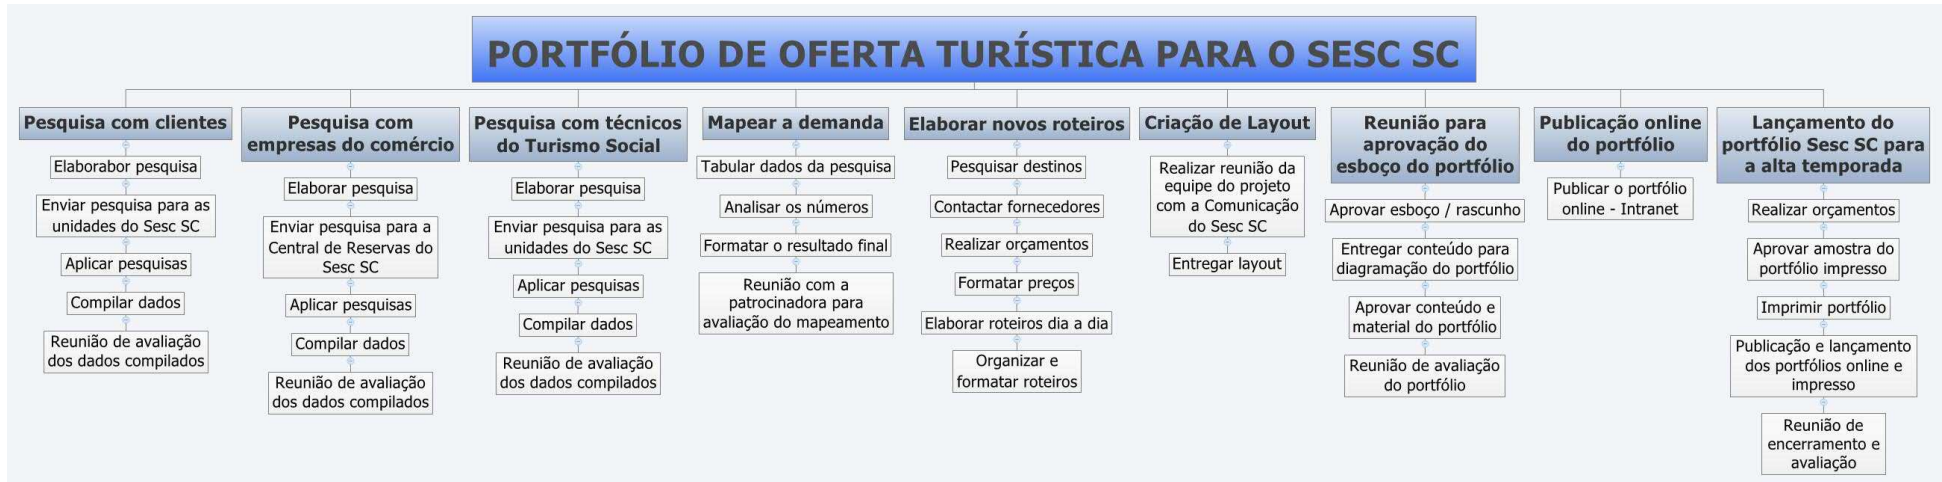 PORTFÓLIO DE OFERTA TURÍSTICA PARA O SESC SC
Pesquisa com clientes
Elaborabor pesquisa
Enviar pesquisa para as
unidades do Sesc SC
Aplicar pesquisas
Compilar dados
Reunião de avaliação
dos dados compilados
Pesquisa com
empresas do comércio
Elaborar pesquisa
Enviar pesquisa para a
Central de Reservas do
Sesc SC
Aplicar pesquisas
Compilar dados
Reunião de avaliação
dos dados compilados
Pesquisa com técnicos
do Turismo Social
Elaborar pesquisa
Enviar pesquisa para as
unidades do Sesc SC
Aplicar pesquisas
Compilar dados
Reunião de avaliação
dos dados compilados
Mapear a demanda
Tabular dados da pesquisa
Analisar os números
Formatar o resultado final
Reunião com a
patrocinadora para
avaliação do mapeamento
Elaborar novos roteiros
Pesquisar destinos
Contactar fornecedores
Realizar orçamentos
Formatar preços
Elaborar roteiros dia a dia
Organizar e
formatar roteiros
Criação de Layout
Realizar reunião da
equipe do projeto
com a Comunicação
do Sesc SC
Entregar layout
Reunião para
aprovação do
esboço do portfólio
Aprovar esboço / rascunho
Entregar conteúdo para
diagramação do portfólio
Aprovar conteúdo e
material do portfólio
Reunião de avaliação
do portfólio
Publicação online
do portfólio
Publicar o portfólio
online - Intranet
Lançamento do
portfólio Sesc SC para
a alta temporada
Realizar orçamentos
Aprovar amostra do
portfólio impresso
Imprimir portfólio
Publicação e lançamento
dos portfólios online e
impresso
Reunião de
encerramento e
avaliação